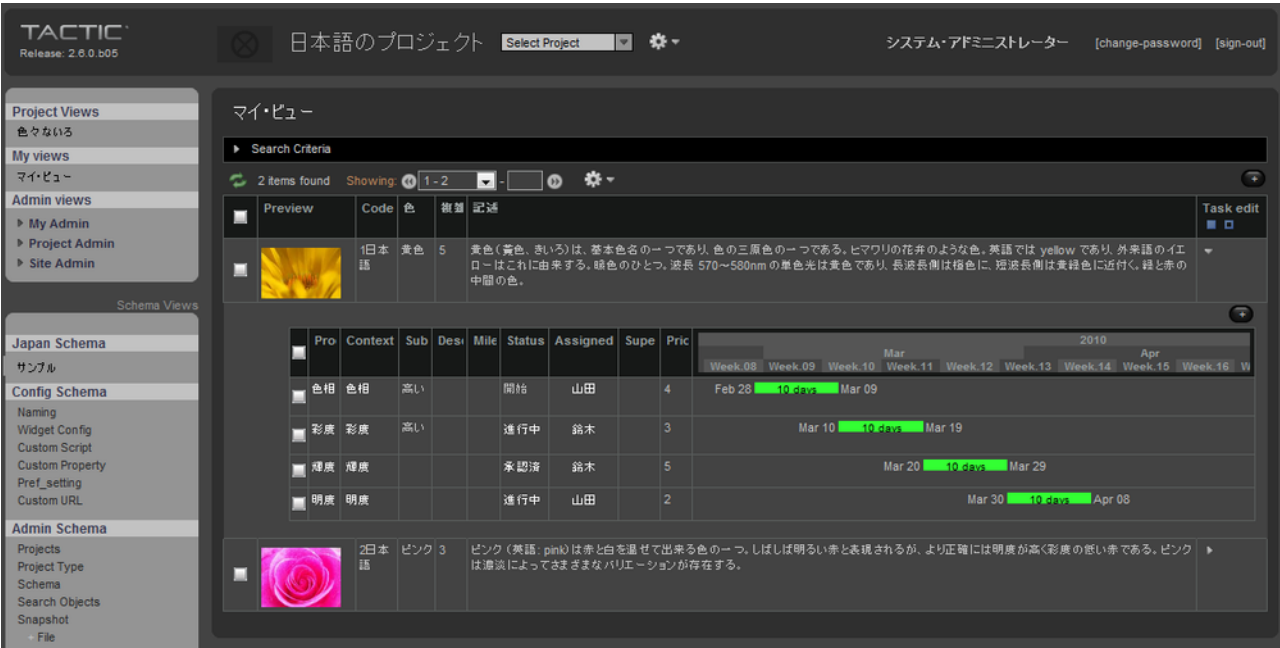 TACTIC
Release: 2.6.0.b05
日本語のプロジェクト
Select Project
システム・アドミニストレーター
[change-password]
[sign-out]
Project Views
色々ないろ
My views
マイ・ビュー
Admin views
My Admin
Project Admin
Site Admin
Schema Views
Japan Schema
サンプル
Config Schema
Naming
Widget Config
Custom Script
Custom Property
Pref_setting
Custom URL
Admin Schema
Projects
Project Type
Schema
Search Objects
Snapshot
File
マイ・ビュー
Search Criteria
2 items found Showing: 1 - 2 -
Preview Code 色 複雑 記述 Task edit
1日本語 黄色 5
黄色（黄色、きいろ）は、基本色名の一つであり、色の三原色の一つである。ヒマワリの花弁のような色。英語では yellow であり、外来語のイエ
ローはこれに由来する。暖色のひとつ。波長 570～580nm の単色光は黄色であり、長波長側は橙色に、短波長側は黄緑色に近付く。緑と赤の
中間の色。
Pro Context Sub Desc Mile Status Assigned Supe Pric
2010
Mar Apr
Week.08 Week.09 Week.10 Week.11 Week.12 Week.13 Week.14 Week.15 Week.16 W
色相 色相 高い 開始 山田 4 Feb 28 10 days Mar 09
彩度 彩度 高い 進行中 鈴木 3 Mar 10 10 days Mar 19
輝度 輝度 承認済 鈴木 5 Mar 20 10 days Mar 29
明度 明度 進行中 山田 2 Mar 30 10 days Apr 08
2日本語 ピンク 3
ピンク（英語: pink）は赤と白を混ぜて出来る色の一つ。しばしば明るい赤と表現されるが、より正確には明度が高く彩度の低い赤である。ピンク
は濃淡によってさまざまなバリエーションが存在する。